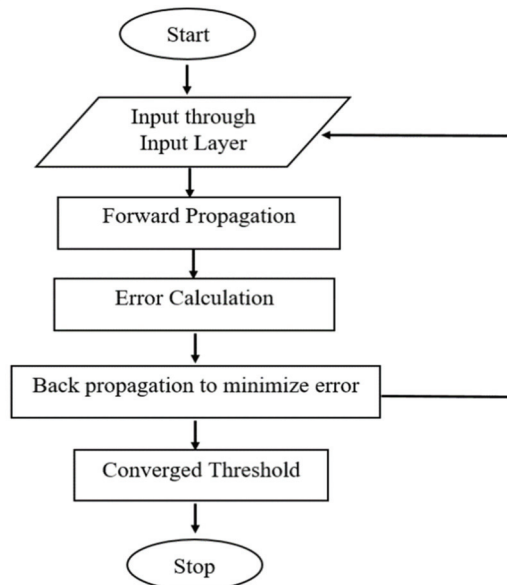 Start
Input through
Input Layer
Forward Propagation
Error Calculation
Back propagation to minimize error
Converged Threshold
Stop